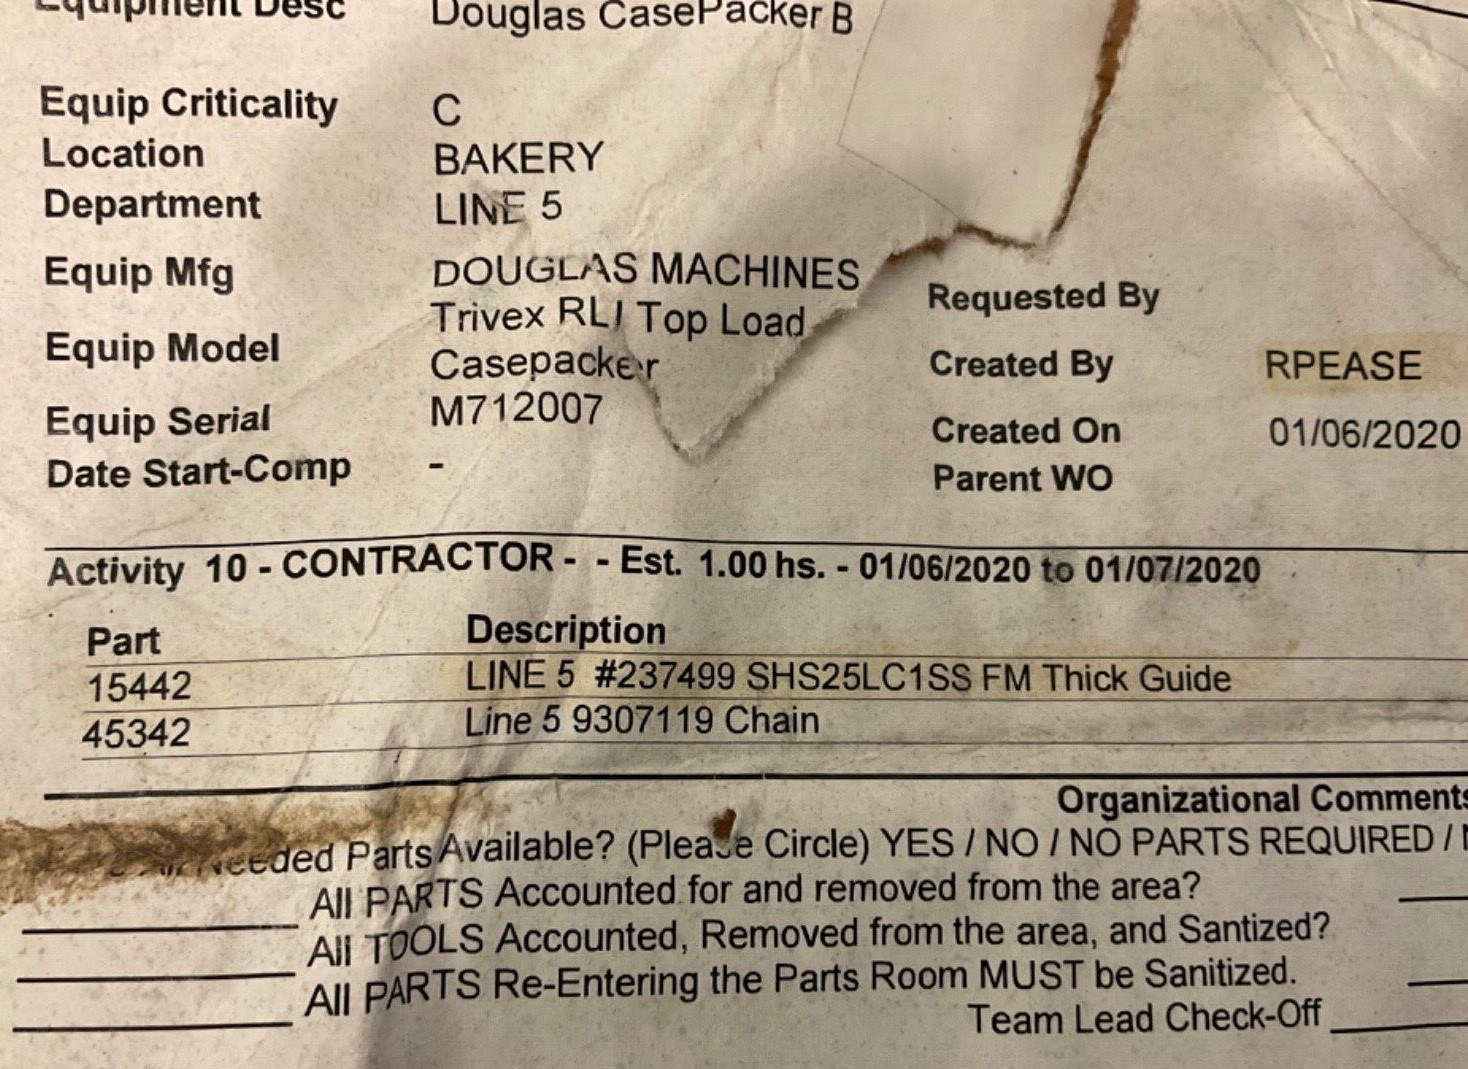 Equipment Desc Douglas CasePacker B
Equip Criticality C
Location BAKERY
Department LINE 5
Equip Mfg DOUGLAS MACHINES
Equip Model Trivex RLI Top Load
Casepacker
Equip Serial M712007
Date Start-Comp -
Requested By
Created By RPEASE
Created On 01/06/2020
Parent WO
Activity 10 - CONTRACTOR - - Est. 1.00 hs. - 01/06/2020 to 01/07/2020
Part Description
15442 LINE 5 #237499 SHS25LC1SS FM Thick Guide
45342 Line 5 9307119 Chain
Organizational Comments
Needed Parts Available? (Please Circle) YES / NO / NO PARTS REQUIRED /
All PARTS Accounted for and removed from the area?
All TOOLS Accounted, Removed from the area, and Santized?
All PARTS Re-Entering the Parts Room MUST be Sanitized.
Team Lead Check-Off